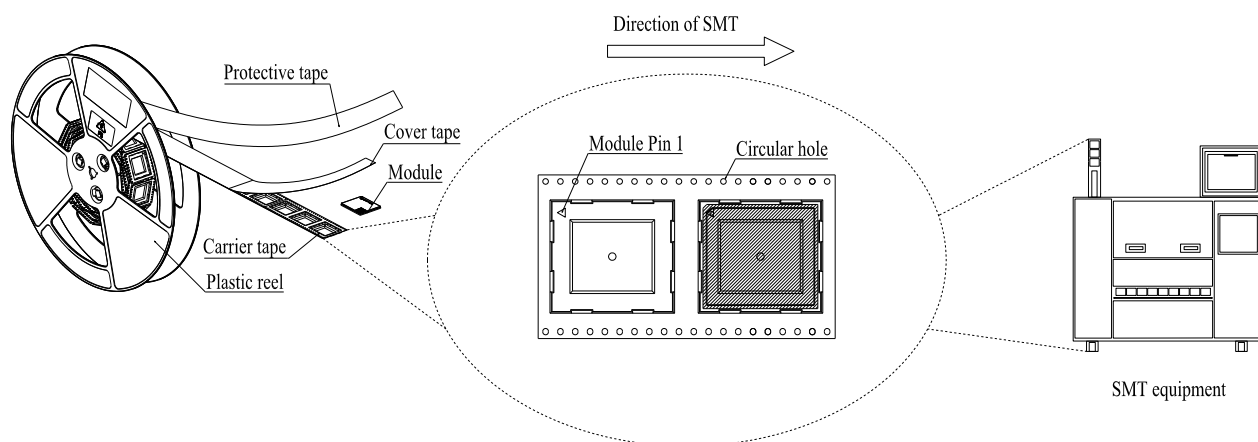 Direction of SMT
Protective tape
Cover tape
Module
Carrier tape
Plastic reel
Module Pin 1
Circular hole
SMT equipment